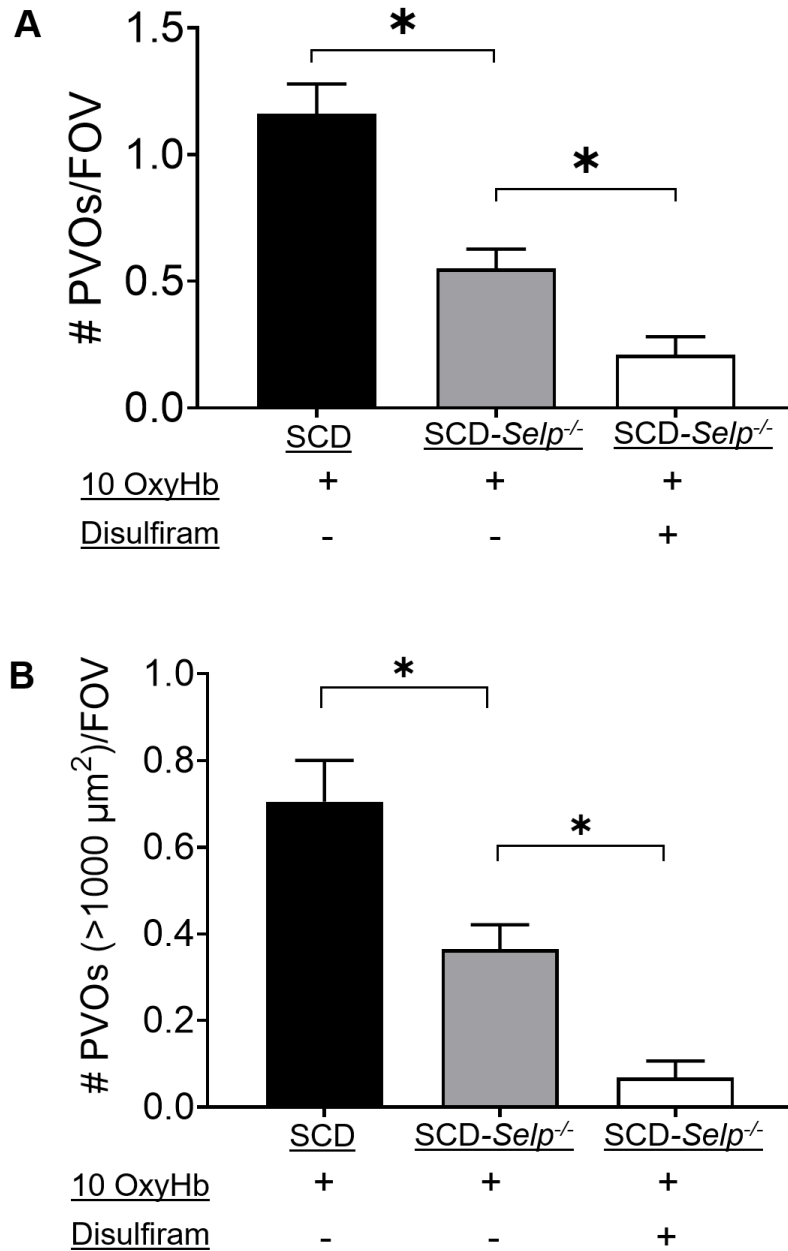 A
# PVOs/FOV
1.5
*
1.0
*
0.5
0.0
SCD SCD-Selp-/- SCD-Selp-/-
10 OxyHb + + +
Disulfiram - - +
B
# PVOs (>1000 µm2)/FOV
1.0
*
0.8
*
0.6
0.4
0.2
0.0
SCD SCD-Selp-/- SCD-Selp-/-
10 OxyHb + + +
Disulfiram - - +